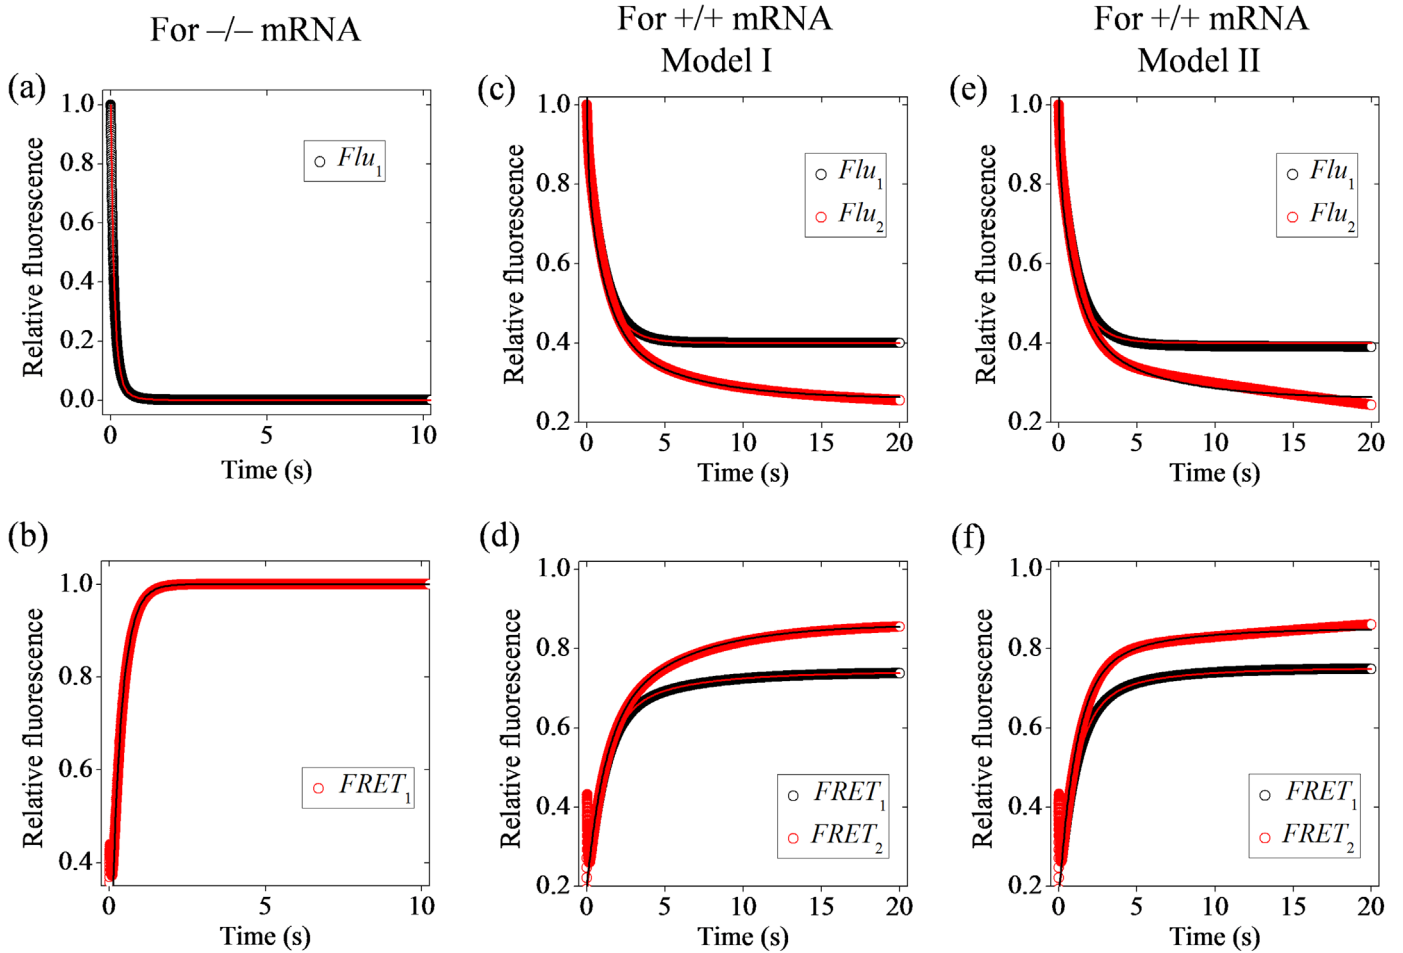 For –/– mRNA
For +/+ mRNA
Model I
For +/+ mRNA
Model II
(a)
Relative fluorescence
1.0
0.8
0.6
0.4
0.2
0.0
Flu1
0 5 10
Time (s)
(c)
Relative fluorescence
1.0
0.8
0.6
0.4
0.2
Flu1
Flu2
0 5 10 15 20
Time (s)
(e)
Relative fluorescence
1.0
0.8
0.6
0.4
0.2
Flu1
Flu2
0 5 10 15 20
Time (s)
(b)
Relative fluorescence
1.0
0.8
0.6
0.4
FRET1
0 5 10
Time (s)
(d)
Relative fluorescence
1.0
0.8
0.6
0.4
0.2
FRET1
FRET2
0 5 10 15 20
Time (s)
(f)
Relative fluorescence
1.0
0.8
0.6
0.4
0.2
FRET1
FRET2
0 5 10 15 20
Time (s)